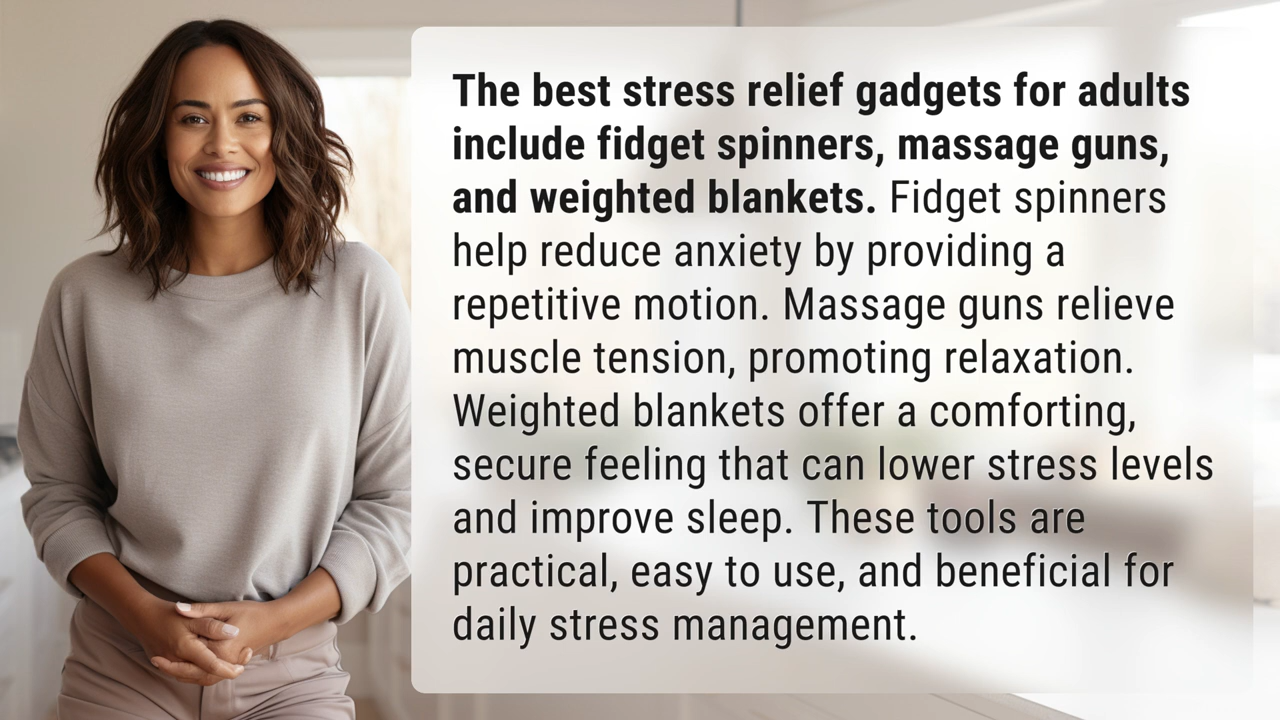 The best stress relief gadgets for adults
include fidget spinners, massage guns,
and weighted blankets. Fidget spinners
help reduce anxiety by providing a
repetitive motion. Massage guns relieve
muscle tension, promoting relaxation.
Weighted blankets offer a comforting,
secure feeling that can lower stress levels
and improve sleep. These tools are
practical, easy to use, and beneficial for
daily stress management.